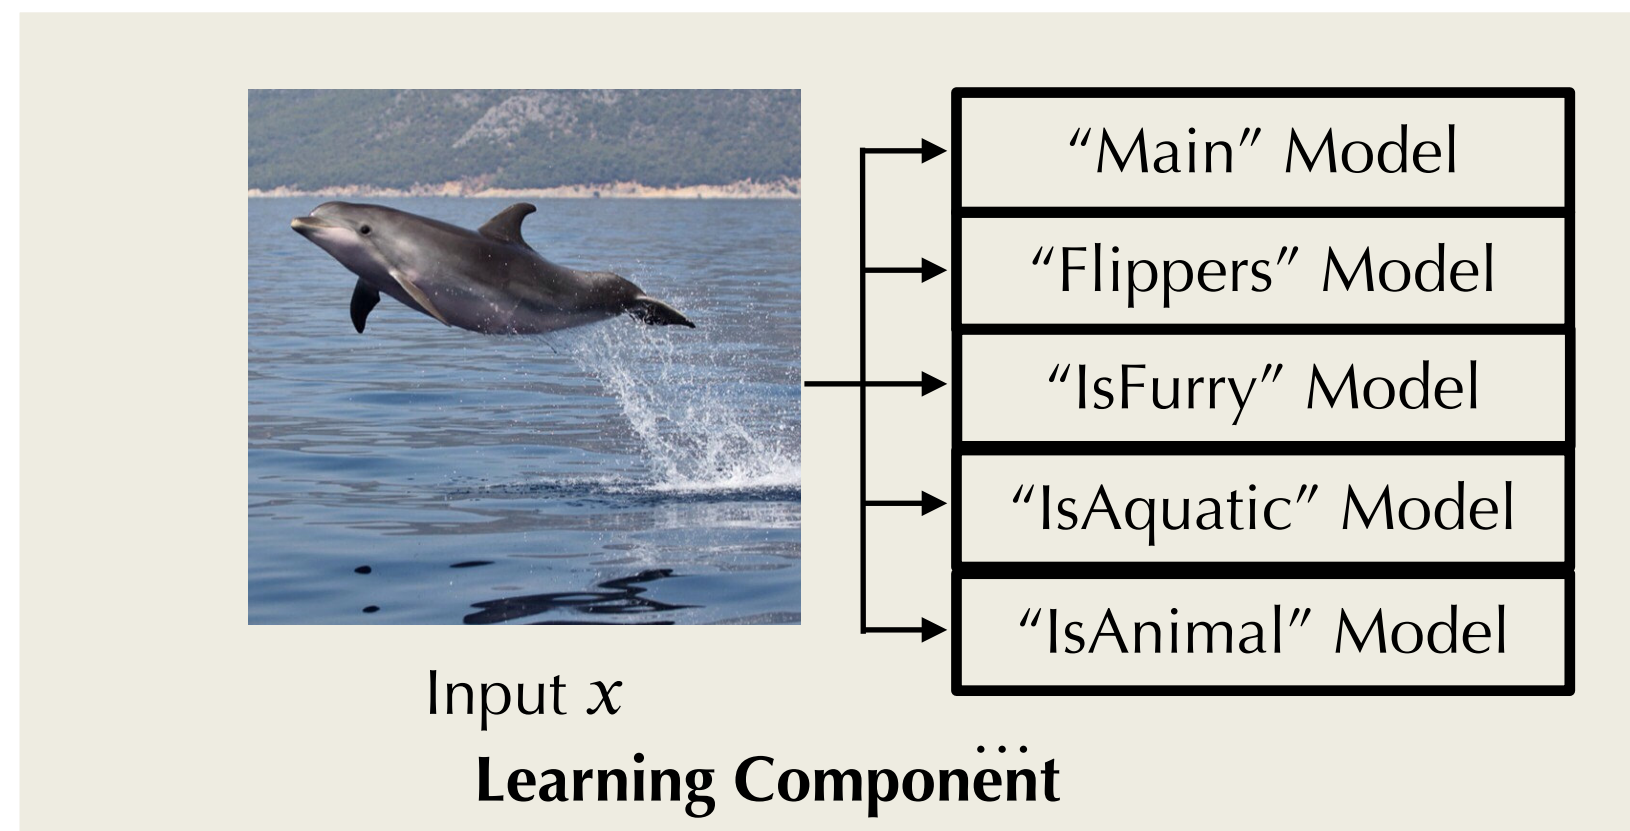 “Main” Model
“Flippers” Model
“IsFurry” Model
“IsAquatic” Model
“IsAnimal” Model
Input x
...
Learning Component